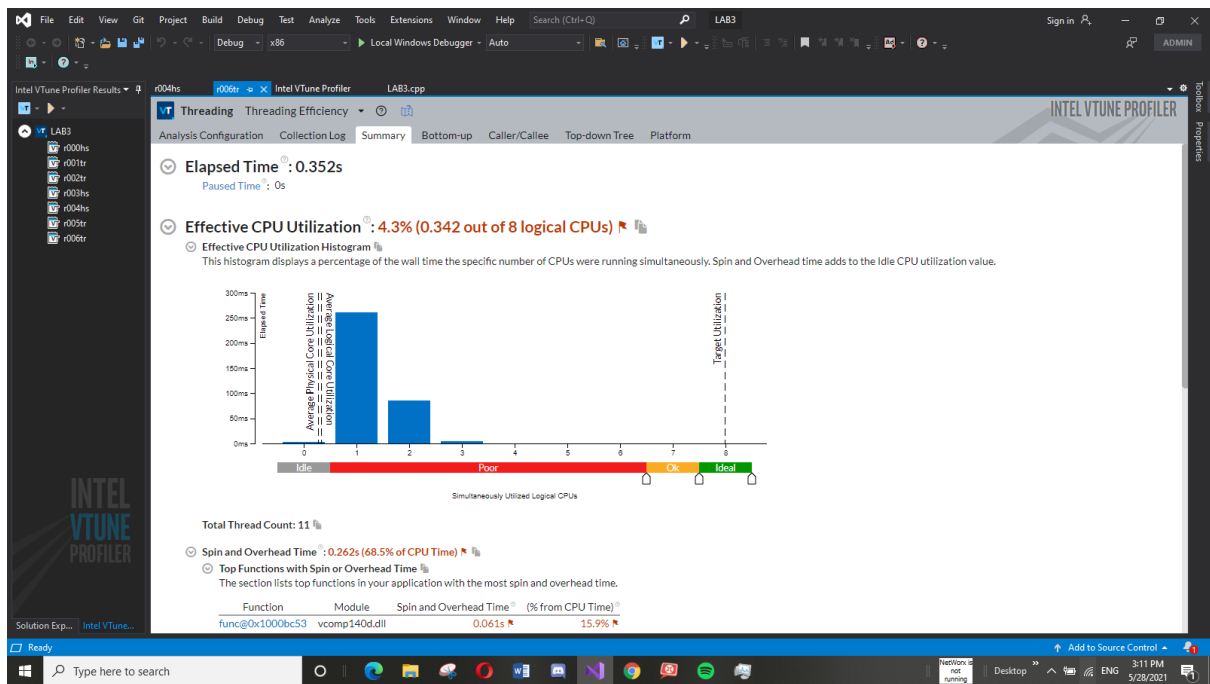 File Edit View Git Project Build Debug Test Analyze Tools Extensions Window Help Search (Ctrl+Q) LAB3 Sign in
Debug x86 Local Windows Debugger Auto ADMIN
Intel VTune Profiler Results r004hs r006tr Intel VTune Profiler LAB3.cpp
Toolbox
Properties
LAB3
r000hs
r001tr
r002tr
r003hs
r004hs
r005tr
r006tr
Threading Threading Efficiency INTEL VTUNE PROFILER
Analysis Configuration Collection Log Summary Bottom-up Caller/Callee Top-down Tree Platform
Elapsed Time: 0.352s
Paused Time: 0s
Effective CPU Utilization: 4.3% (0.342 out of 8 logical CPUs)
Effective CPU Utilization Histogram
This histogram displays a percentage of the wall time the specific number of CPUs were running simultaneously. Spin and Overhead time adds to the Idle CPU utilization value.
300ms
250ms
200ms
150ms
100ms
50ms
0ms
Elapsed Time
Average Physical Core Utilization
Average Logical Core Utilization
Target Utilization
0 1 2 3 4 5 6 7 8
Idle Poor Ok Ideal
Simultaneously Utilized Logical CPUs
Total Thread Count: 11
Spin and Overhead Time: 0.262s (68.5% of CPU Time)
Top Functions with Spin or Overhead Time
The section lists top functions in your application with the most spin and overhead time.
Function Module Spin and Overhead Time (% from CPU Time)
func@0x1000bc53 vcomp140d.dll 0.061s 15.9%
INTEL
VTUNE
PROFILER
Solution Exp... Intel VTune...
Ready Add to Source Control
Type here to search
NetWorx is
not
running
Desktop ENG 3:11 PM
5/28/2021